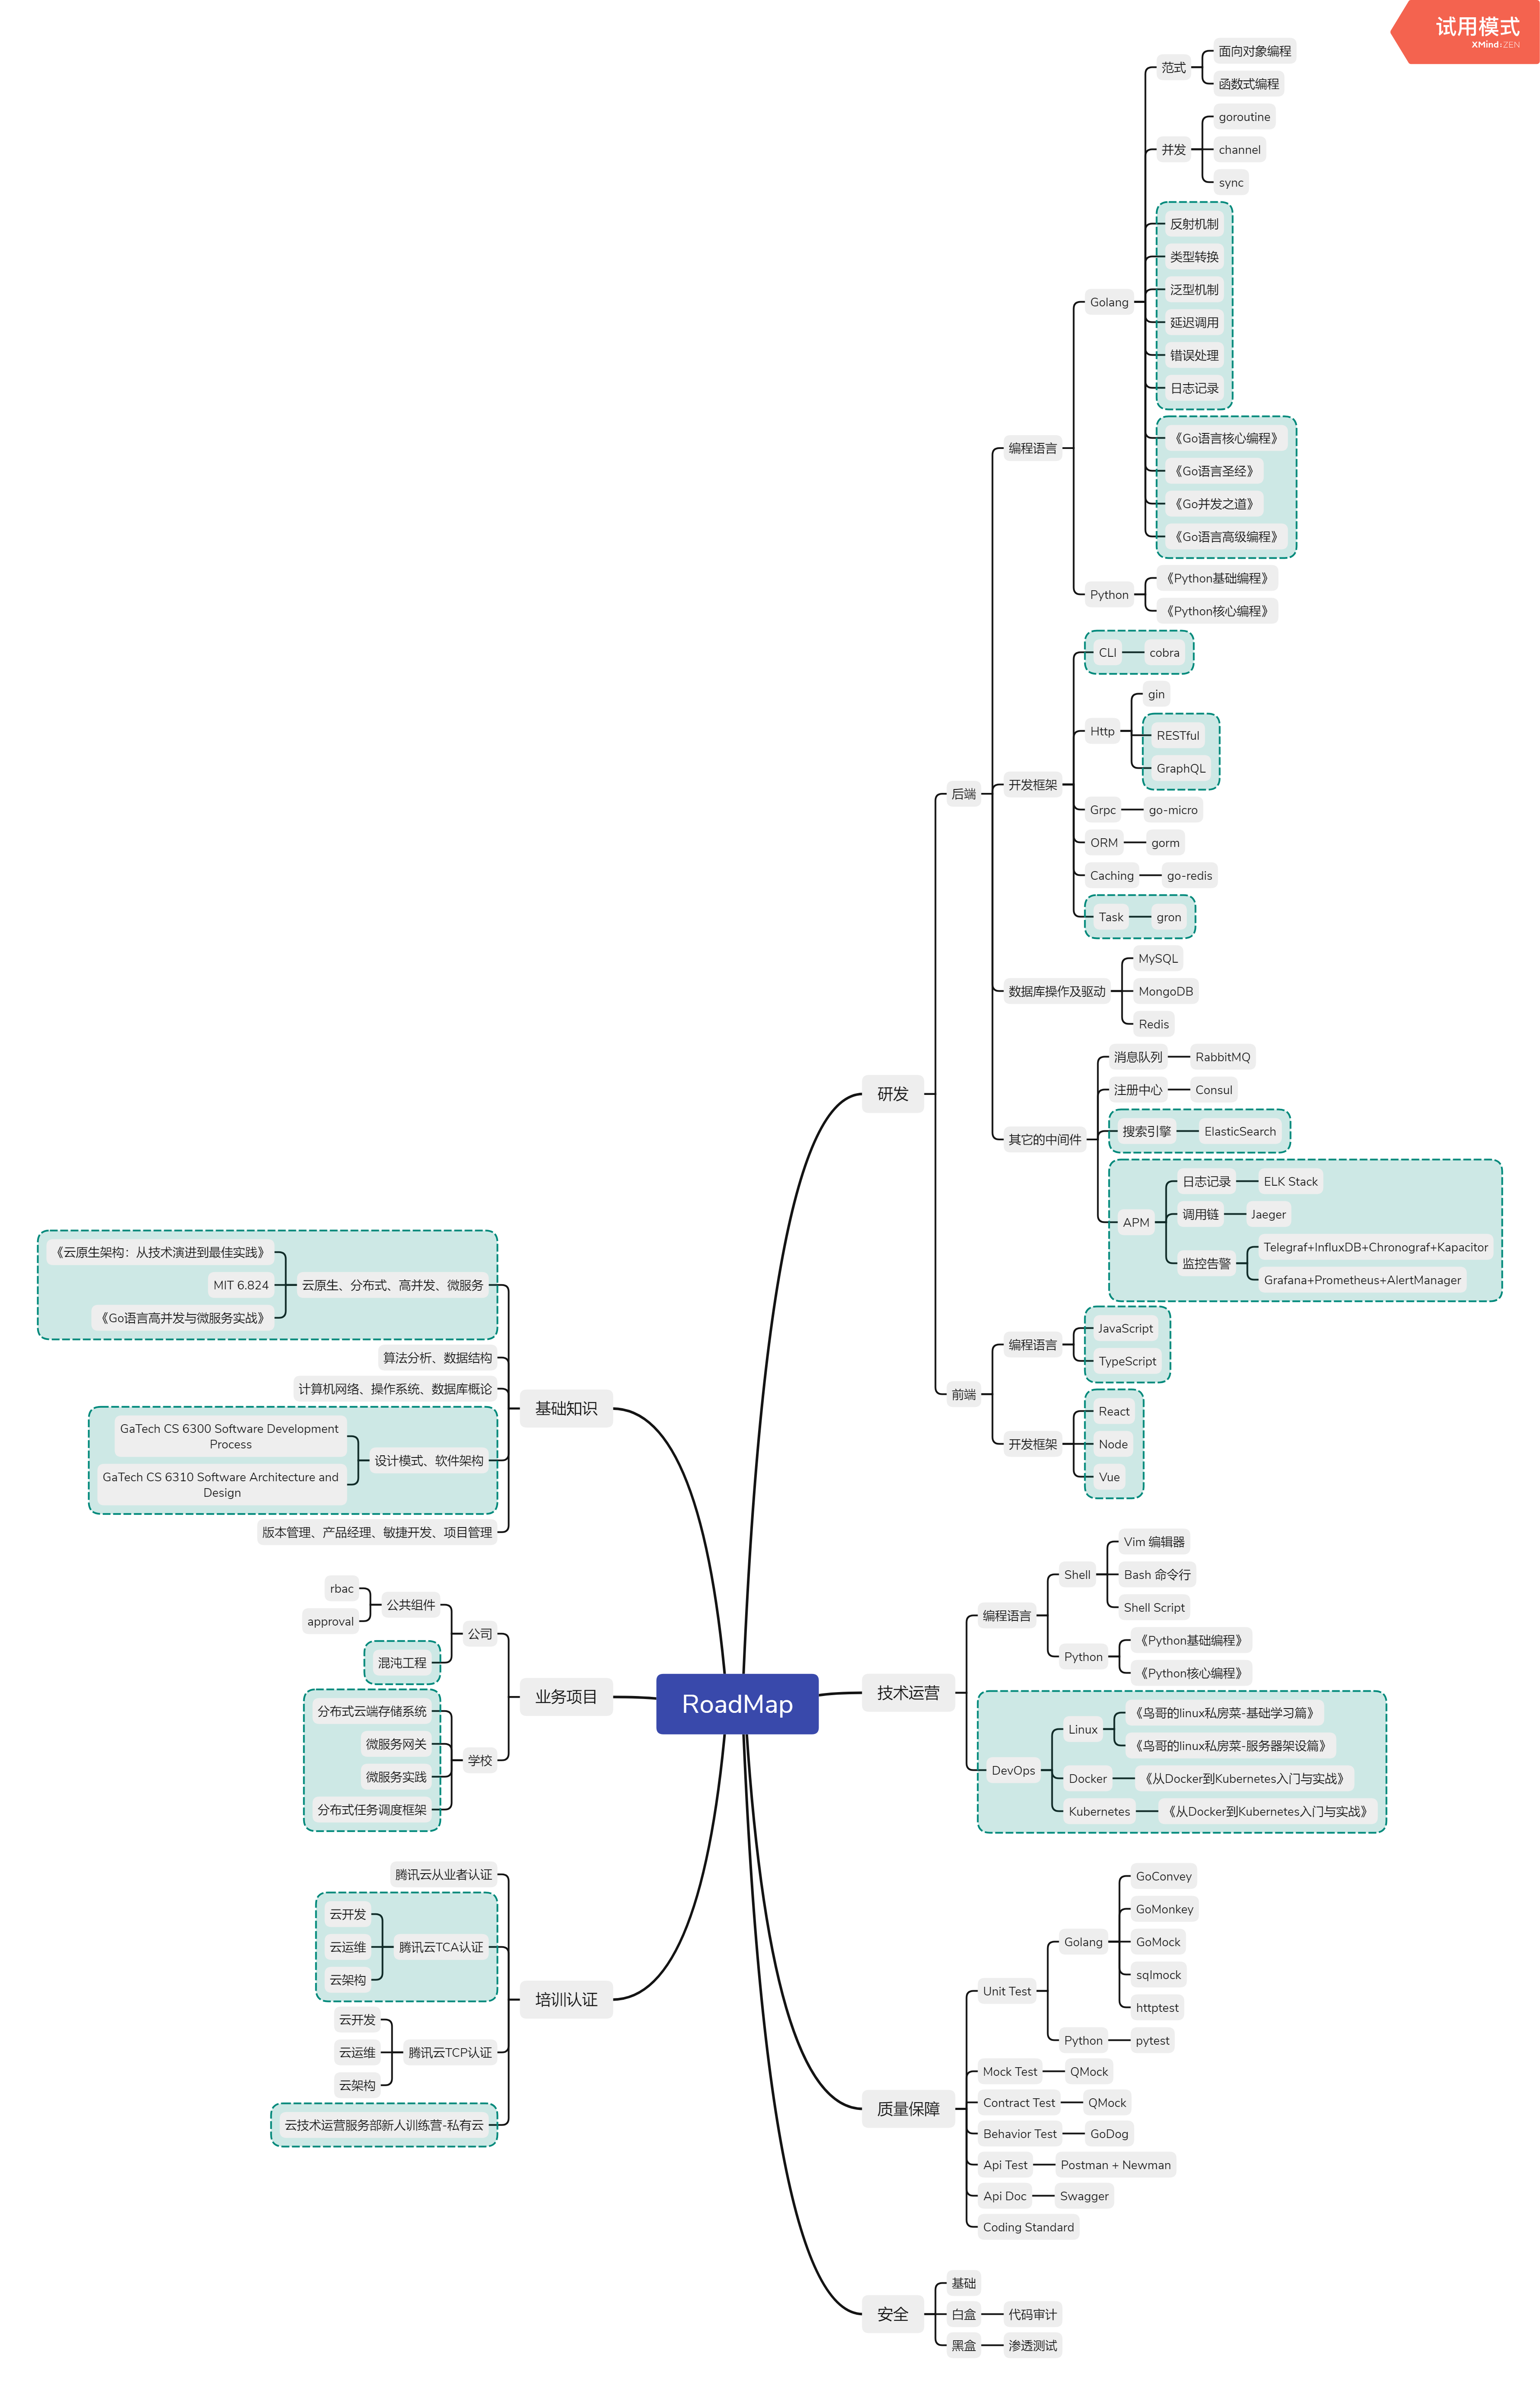 试用模式
XMind:ZEN
RoadMap
研发
后端
编程语言
Golang
范式
面向对象编程
函数式编程
并发
goroutine
channel
sync
反射机制
类型转换
泛型机制
延迟调用
错误处理
日志记录
《Go语言核心编程》
《Go语言圣经》
《Go并发之道》
《Go语言高级编程》
Python
《Python基础编程》
《Python核心编程》
开发框架
CLI
cobra
Http
gin
RESTful
GraphQL
Grpc
go-micro
ORM
gorm
Caching
go-redis
Task
gron
数据库操作及驱动
MySQL
MongoDB
Redis
其它的中间件
消息队列
RabbitMQ
注册中心
Consul
搜索引擎
ElasticSearch
APM
日志记录
ELK Stack
调用链
Jaeger
监控告警
Telegraf+InfluxDB+Chronograf+Kapacitor
Grafana+Prometheus+AlertManager
前端
编程语言
JavaScript
TypeScript
开发框架
React
Node
Vue
技术运营
编程语言
Shell
Vim 编辑器
Bash 命令行
Shell Script
Python
《Python基础编程》
《Python核心编程》
DevOps
Linux
《鸟哥的linux私房菜-基础学习篇》
《鸟哥的linux私房菜-服务器架设篇》
Docker
《从Docker到Kubernetes入门与实战》
Kubernetes
《从Docker到Kubernetes入门与实战》
质量保障
Unit Test
Golang
GoConvey
GoMonkey
GoMock
sqlmock
httptest
Python
pytest
Mock Test
QMock
Contract Test
QMock
Behavior Test
GoDog
Api Test
Postman + Newman
Api Doc
Swagger
Coding Standard
安全
基础
白盒
代码审计
黑盒
渗透测试
基础知识
云原生、分布式、高并发、微服务
《云原生架构：从技术演进到最佳实践》
MIT 6.824
《Go语言高并发与微服务实战》
算法分析、数据结构
计算机网络、操作系统、数据库概论
设计模式、软件架构
GaTech CS 6300 Software Development
Process
GaTech CS 6310 Software Architecture and
Design
版本管理、产品经理、敏捷开发、项目管理
业务项目
公司
公共组件
rbac
approval
混沌工程
学校
分布式云端存储系统
微服务网关
微服务实践
分布式任务调度框架
培训认证
腾讯云从业者认证
腾讯云TCA认证
云开发
云运维
云架构
腾讯云TCP认证
云开发
云运维
云架构
云技术运营服务部新人训练营-私有云